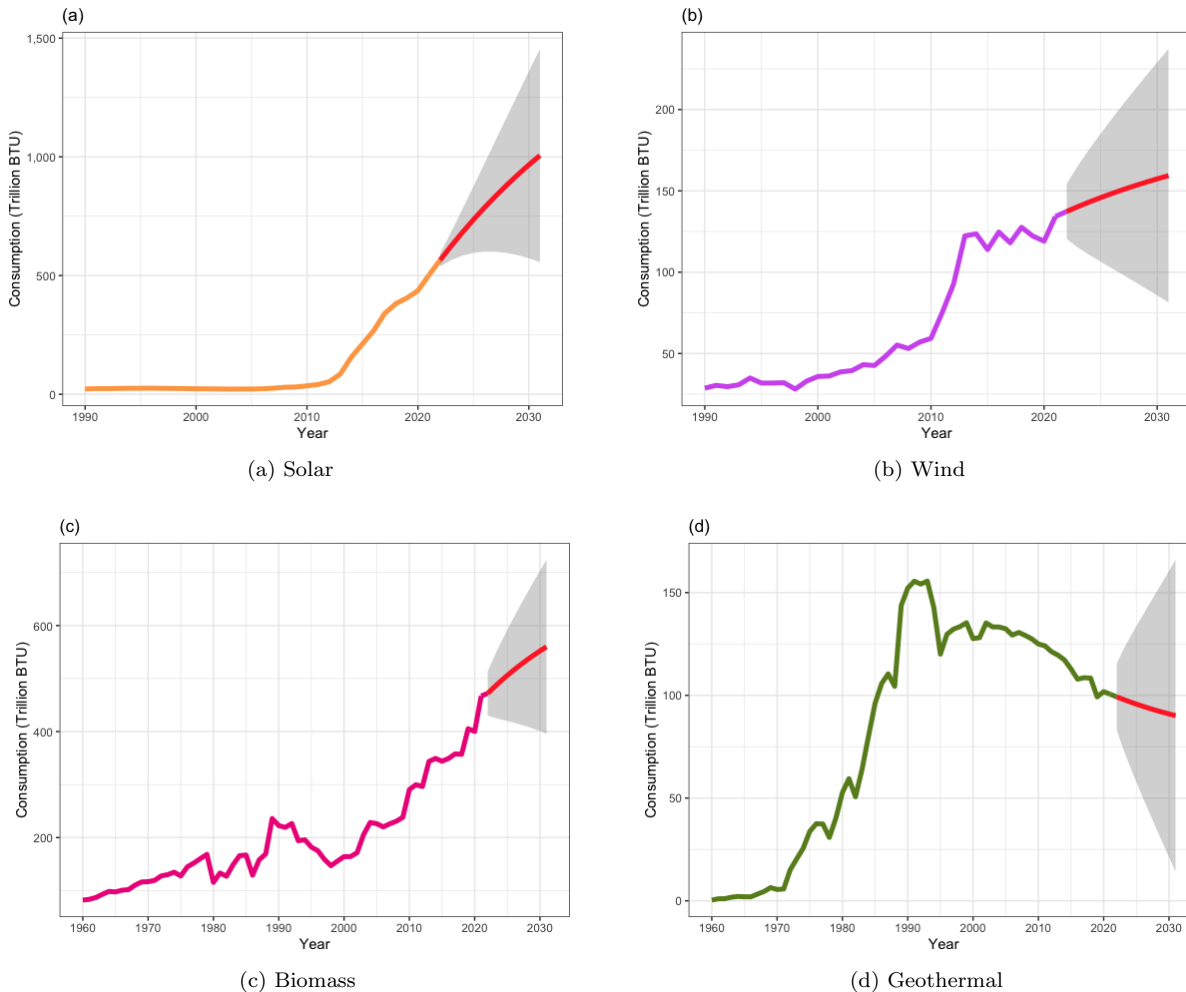 (a)
1,500
1,000
500
0
Consumption (Trillion BTU)
1990 2000 2010 2020 2030
Year
(a) Solar
(b)
200
150
100
50
Consumption (Trillion BTU)
1990 2000 2010 2020 2030
Year
(b) Wind
(c)
600
400
200
Consumption (Trillion BTU)
1960 1970 1980 1990 2000 2010 2020 2030
Year
(c) Biomass
(d)
150
100
50
0
Consumption (Trillion BTU)
1960 1970 1980 1990 2000 2010 2020 2030
Year
(d) Geothermal